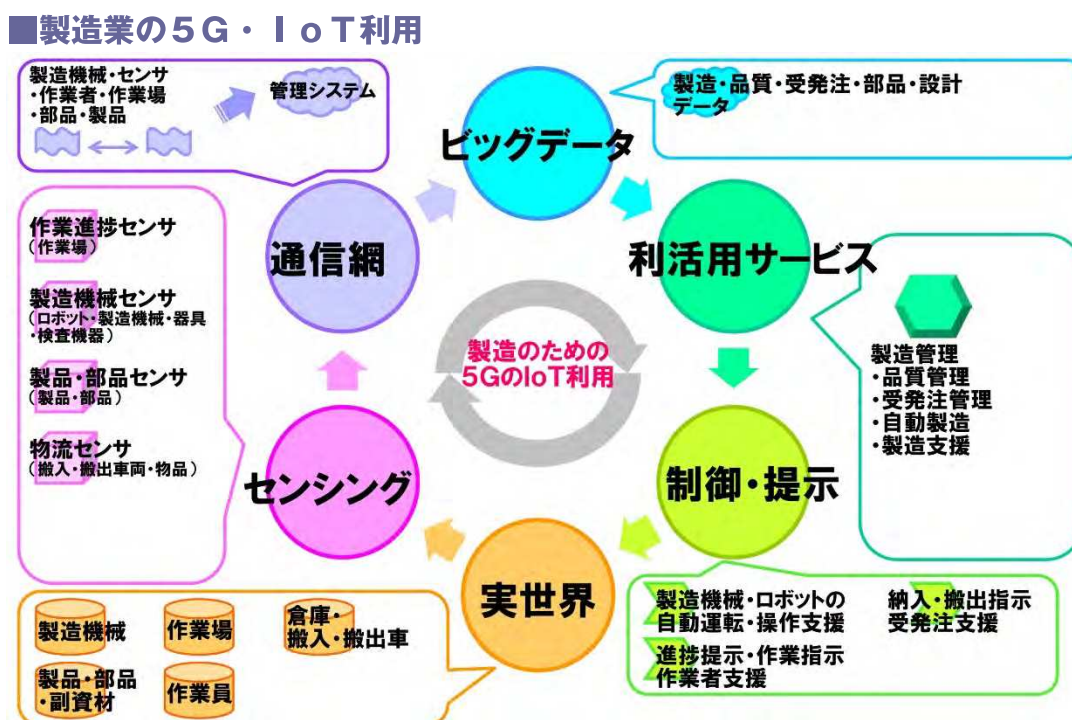 ■製造業の5G・IoT利用
製造機械・センサ
・作業者・作業場
・部品・製品
管理システム
ビッグデータ
製造・品質・受発注・部品・設計
データ
通信網
利活用サービス
作業進捗センサ
(作業場)
製造機械センサ
(ロボット・製造機械・器具
・検査機器)
製品・部品センサ
(製品・部品)
物流センサ
(搬入・搬出車両・物品)
製造のための
5GのIoT利用
製造管理
・品質管理
・受発注管理
・自動製造
・製造支援
センシング
制御・提示
実世界
製造機械
作業場
倉庫・
搬入・搬出車
製品・部品
・副資材
作業員
製造機械・ロボットの
自動運転・操作支援
進捗提示・作業指示
作業者支援
納入・搬出指示
受発注支援